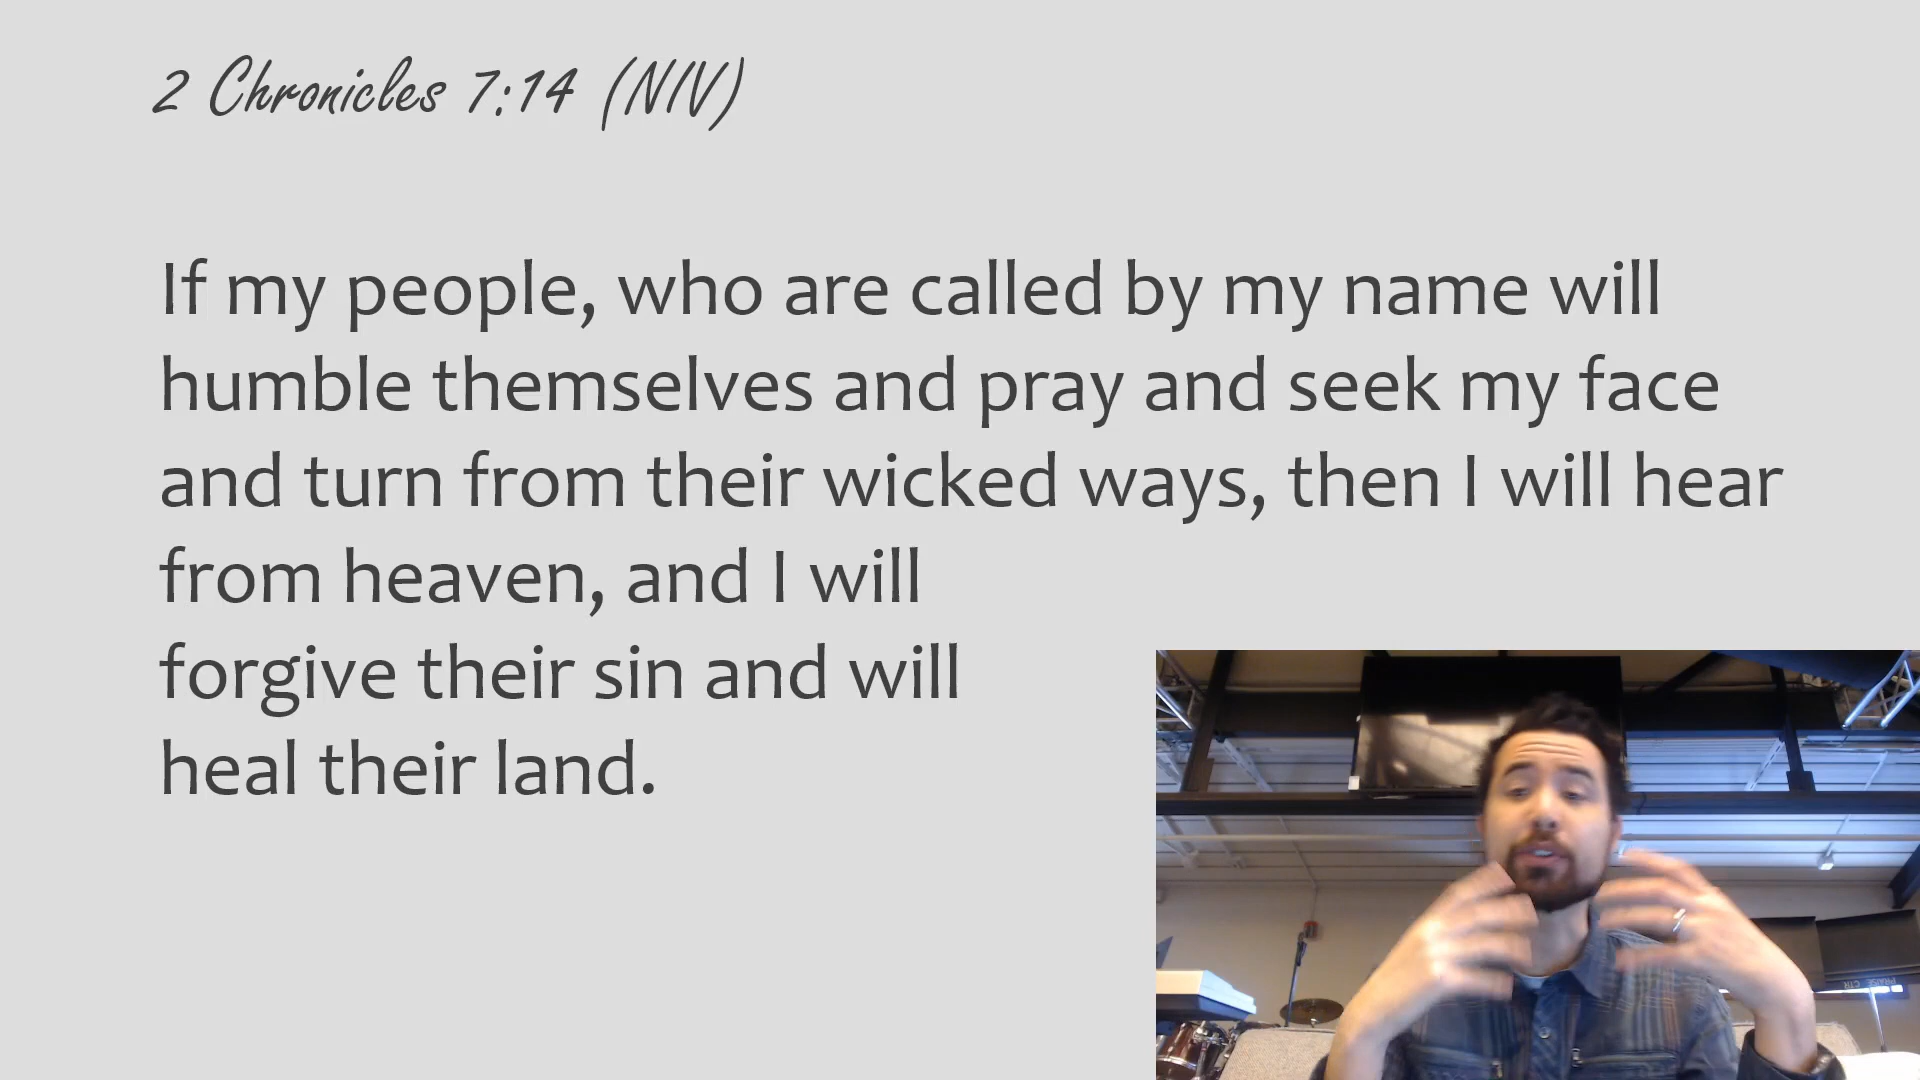 2 Chronicles 7:14 (NIV)
If my people, who are called by my name will
humble themselves and pray and seek my face
and turn from their wicked ways, then I will hear
from heaven, and I will
forgive their sin and will
heal their land.
PRAISE CTR